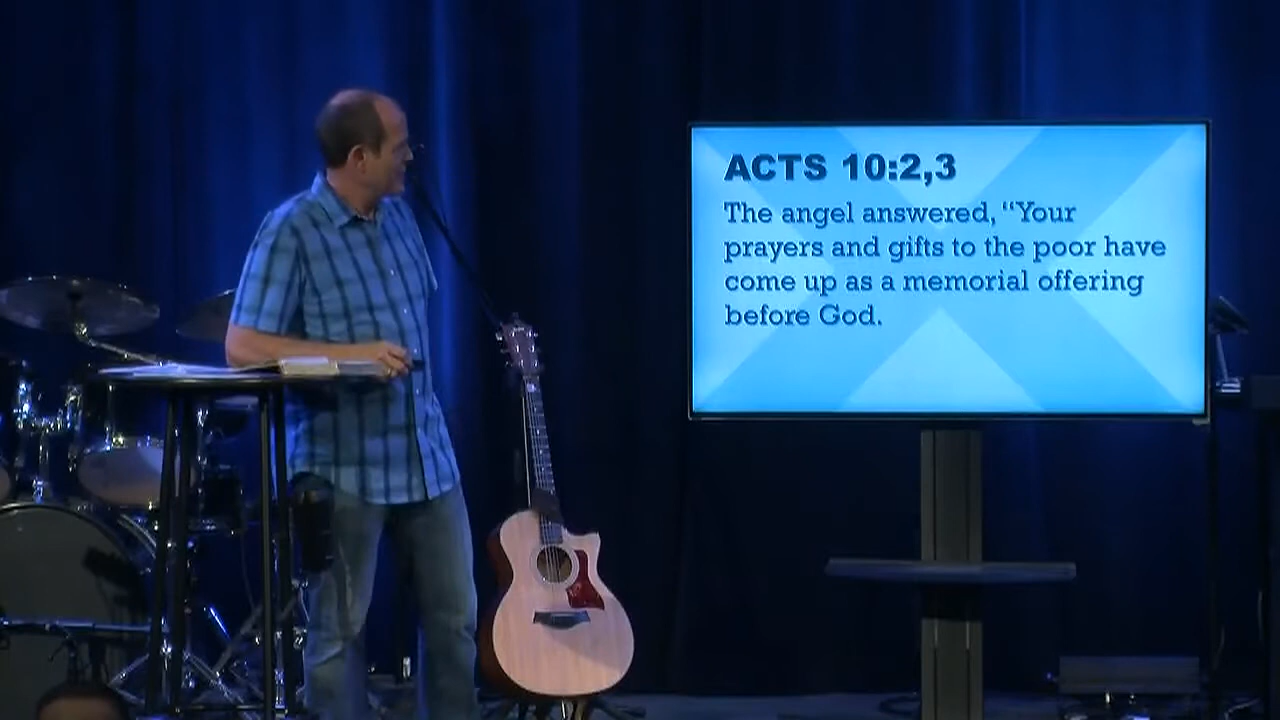 ACTS 10:2,3
The angel answered, “Your
prayers and gifts to the poor have
come up as a memorial offering
before God.